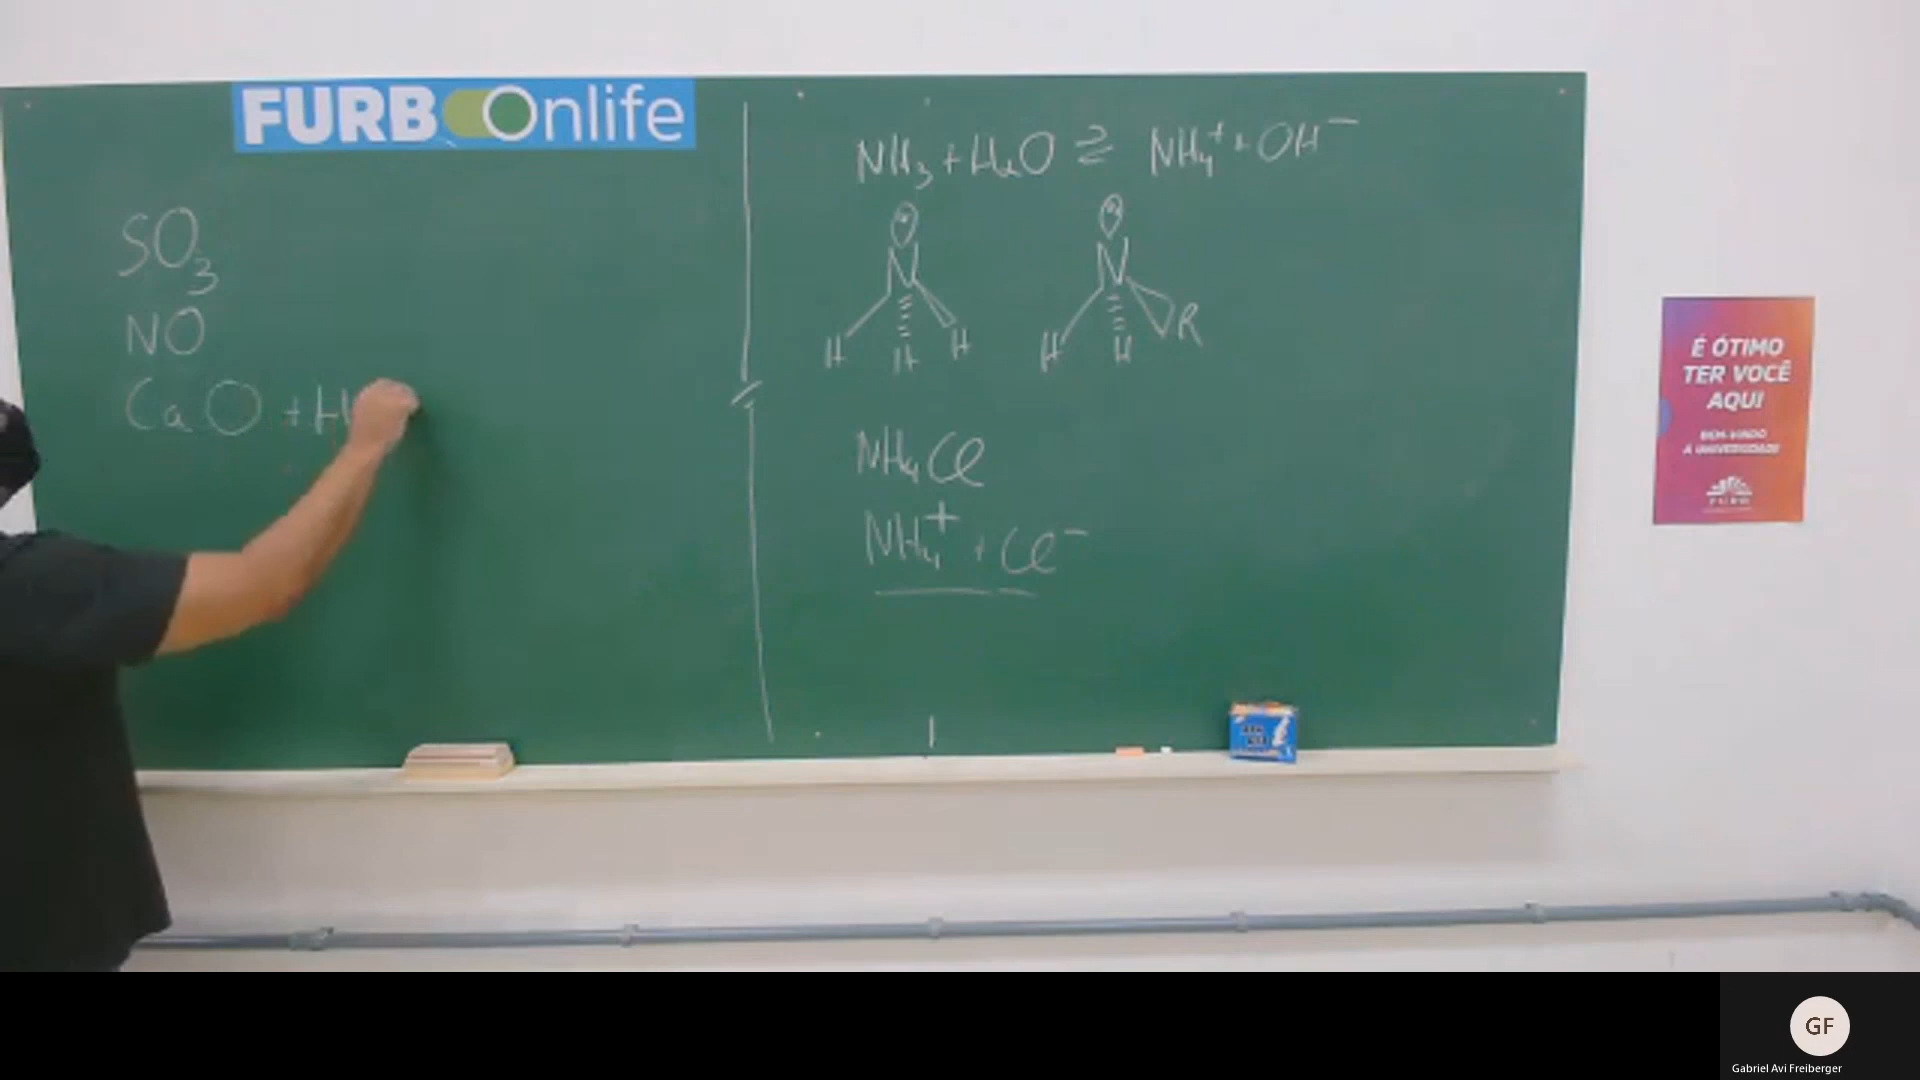 FURB Onlife
SO₃
NO
CaO + H
NH₃ + H₂O ⇄ NH₄⁺ + OH⁻
N
H H H
N
H H R
NH₄Cl
NH₄⁺ + Cl⁻
É ÓTIMO
TER VOCÊ
AQUI
BEM-VINDO
À UNIVERSIDADE
FURB
GF
Gabriel Avi Freiberger